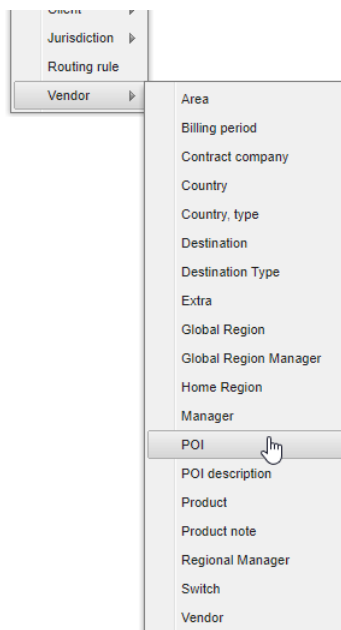 Client
Jurisdiction
Routing rule
Vendor
Area
Billing period
Contract company
Country
Country, type
Destination
Destination Type
Extra
Global Region
Global Region Manager
Home Region
Manager
POI
POI description
Product
Product note
Regional Manager
Switch
Vendor